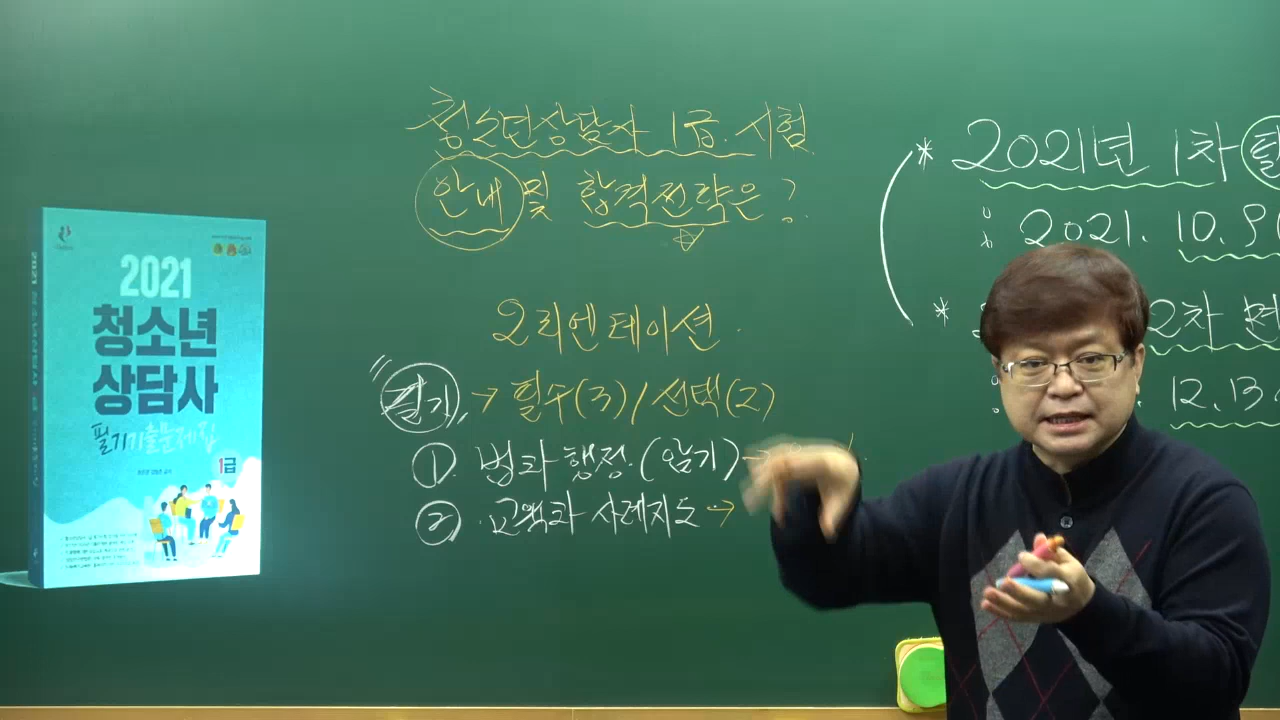 청소년상담사 1급. 시험
안내 및 합격전략은?
오리엔테이션.
필기 → 필수(3) / 선택(2)
① 법과 행정. (암기) →
② 교육과 사례지도 →
* 2021년 1차 필
: 2021. 10. 9(
* 2차 면
: 12. 13
2021
청소년
상담사
필기기출문제집
1급